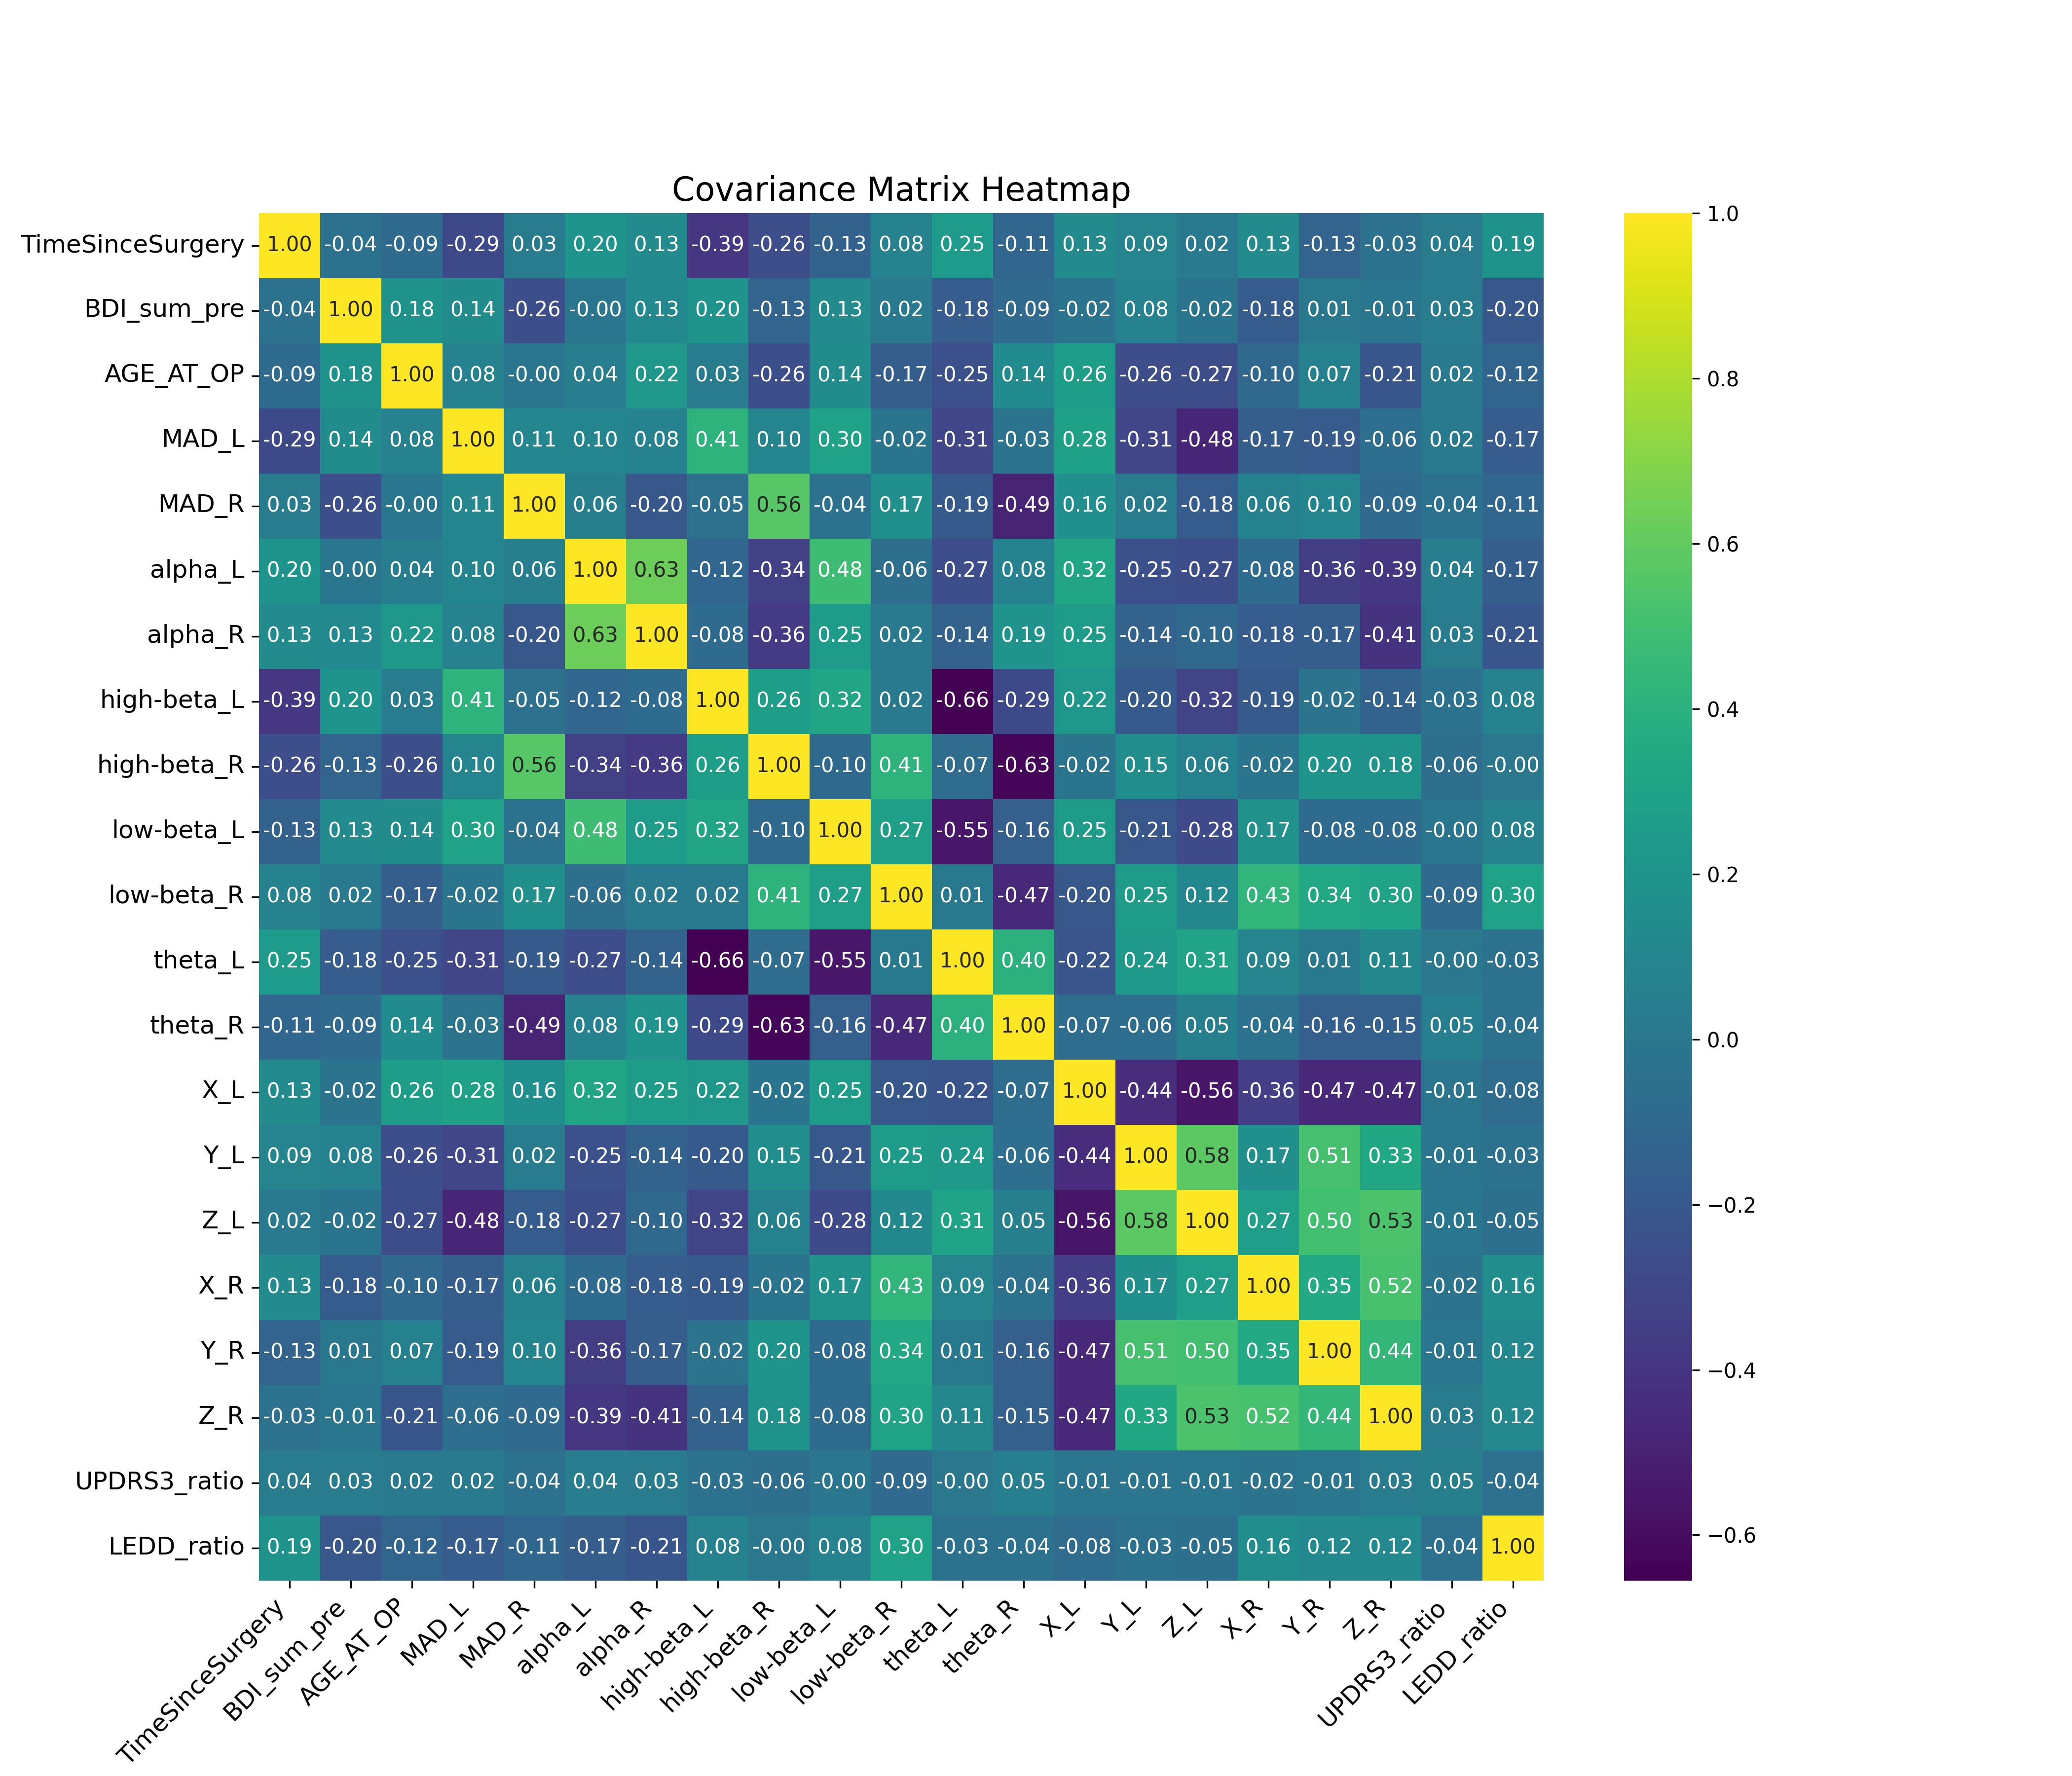 Covariance Matrix Heatmap
TimeSinceSurgery 1.00 -0.04 -0.09 -0.29 0.03 0.20 0.13 -0.39 -0.26 -0.13 0.08 0.25 -0.11 0.13 0.09 0.02 0.13 -0.13 -0.03 0.04 0.19
BDI_sum_pre -0.04 1.00 0.18 0.14 -0.26 -0.00 0.13 0.20 -0.13 0.13 0.02 -0.18 -0.09 -0.02 0.08 -0.02 -0.18 0.01 -0.01 0.03 -0.20
AGE_AT_OP -0.09 0.18 1.00 0.08 -0.00 0.04 0.22 0.03 -0.26 0.14 -0.17 -0.25 0.14 0.26 -0.26 -0.27 -0.10 0.07 -0.21 0.02 -0.12
MAD_L -0.29 0.14 0.08 1.00 0.11 0.10 0.08 0.41 0.10 0.30 -0.02 -0.31 -0.03 0.28 -0.31 -0.48 -0.17 -0.19 -0.06 0.02 -0.17
MAD_R 0.03 -0.26 -0.00 0.11 1.00 0.06 -0.20 -0.05 0.56 -0.04 0.17 -0.19 -0.49 0.16 0.02 -0.18 0.06 0.10 -0.09 -0.04 -0.11
alpha_L 0.20 -0.00 0.04 0.10 0.06 1.00 0.63 -0.12 -0.34 0.48 -0.06 -0.27 0.08 0.32 -0.25 -0.27 -0.08 -0.36 -0.39 0.04 -0.17
alpha_R 0.13 0.13 0.22 0.08 -0.20 0.63 1.00 -0.08 -0.36 0.25 0.02 -0.14 0.19 0.25 -0.14 -0.10 -0.18 -0.17 -0.41 0.03 -0.21
high-beta_L -0.39 0.20 0.03 0.41 -0.05 -0.12 -0.08 1.00 0.26 0.32 0.02 -0.66 -0.29 0.22 -0.20 -0.32 -0.19 -0.02 -0.14 -0.03 0.08
high-beta_R -0.26 -0.13 -0.26 0.10 0.56 -0.34 -0.36 0.26 1.00 -0.10 0.41 -0.07 -0.63 -0.02 0.15 0.06 -0.02 0.20 0.18 -0.06 -0.00
low-beta_L -0.13 0.13 0.14 0.30 -0.04 0.48 0.25 0.32 -0.10 1.00 0.27 -0.55 -0.16 0.25 -0.21 -0.28 0.17 -0.08 -0.08 -0.00 0.08
low-beta_R 0.08 0.02 -0.17 -0.02 0.17 -0.06 0.02 0.02 0.41 0.27 1.00 0.01 -0.47 -0.20 0.25 0.12 0.43 0.34 0.30 -0.09 0.30
theta_L 0.25 -0.18 -0.25 -0.31 -0.19 -0.27 -0.14 -0.66 -0.07 -0.55 0.01 1.00 0.40 -0.22 0.24 0.31 0.09 0.01 0.11 -0.00 -0.03
theta_R -0.11 -0.09 0.14 -0.03 -0.49 0.08 0.19 -0.29 -0.63 -0.16 -0.47 0.40 1.00 -0.07 -0.06 0.05 -0.04 -0.16 -0.15 0.05 -0.04
X_L 0.13 -0.02 0.26 0.28 0.16 0.32 0.25 0.22 -0.02 0.25 -0.20 -0.22 -0.07 1.00 -0.44 -0.56 -0.36 -0.47 -0.47 -0.01 -0.08
Y_L 0.09 0.08 -0.26 -0.31 0.02 -0.25 -0.14 -0.20 0.15 -0.21 0.25 0.24 -0.06 -0.44 1.00 0.58 0.17 0.51 0.33 -0.01 -0.03
Z_L 0.02 -0.02 -0.27 -0.48 -0.18 -0.27 -0.10 -0.32 0.06 -0.28 0.12 0.31 0.05 -0.56 0.58 1.00 0.27 0.50 0.53 -0.01 -0.05
X_R 0.13 -0.18 -0.10 -0.17 0.06 -0.08 -0.18 -0.19 -0.02 0.17 0.43 0.09 -0.04 -0.36 0.17 0.27 1.00 0.35 0.52 -0.02 0.16
Y_R -0.13 0.01 0.07 -0.19 0.10 -0.36 -0.17 -0.02 0.20 -0.08 0.34 0.01 -0.16 -0.47 0.51 0.50 0.35 1.00 0.44 -0.01 0.12
Z_R -0.03 -0.01 -0.21 -0.06 -0.09 -0.39 -0.41 -0.14 0.18 -0.08 0.30 0.11 -0.15 -0.47 0.33 0.53 0.52 0.44 1.00 0.03 0.12
UPDRS3_ratio 0.04 0.03 0.02 0.02 -0.04 0.04 0.03 -0.03 -0.06 -0.00 -0.09 -0.00 0.05 -0.01 -0.01 -0.01 -0.02 -0.01 0.03 0.05 -0.04
LEDD_ratio 0.19 -0.20 -0.12 -0.17 -0.11 -0.17 -0.21 0.08 -0.00 0.08 0.30 -0.03 -0.04 -0.08 -0.03 -0.05 0.16 0.12 0.12 -0.04 1.00
TimeSinceSurgery BDI_sum_pre AGE_AT_OP MAD_L MAD_R alpha_L alpha_R high-beta_L high-beta_R low-beta_L low-beta_R theta_L theta_R X_L Y_L Z_L X_R Y_R Z_R UPDRS3_ratio LEDD_ratio
1.0
0.8
0.6
0.4
0.2
0.0
−0.2
−0.4
−0.6